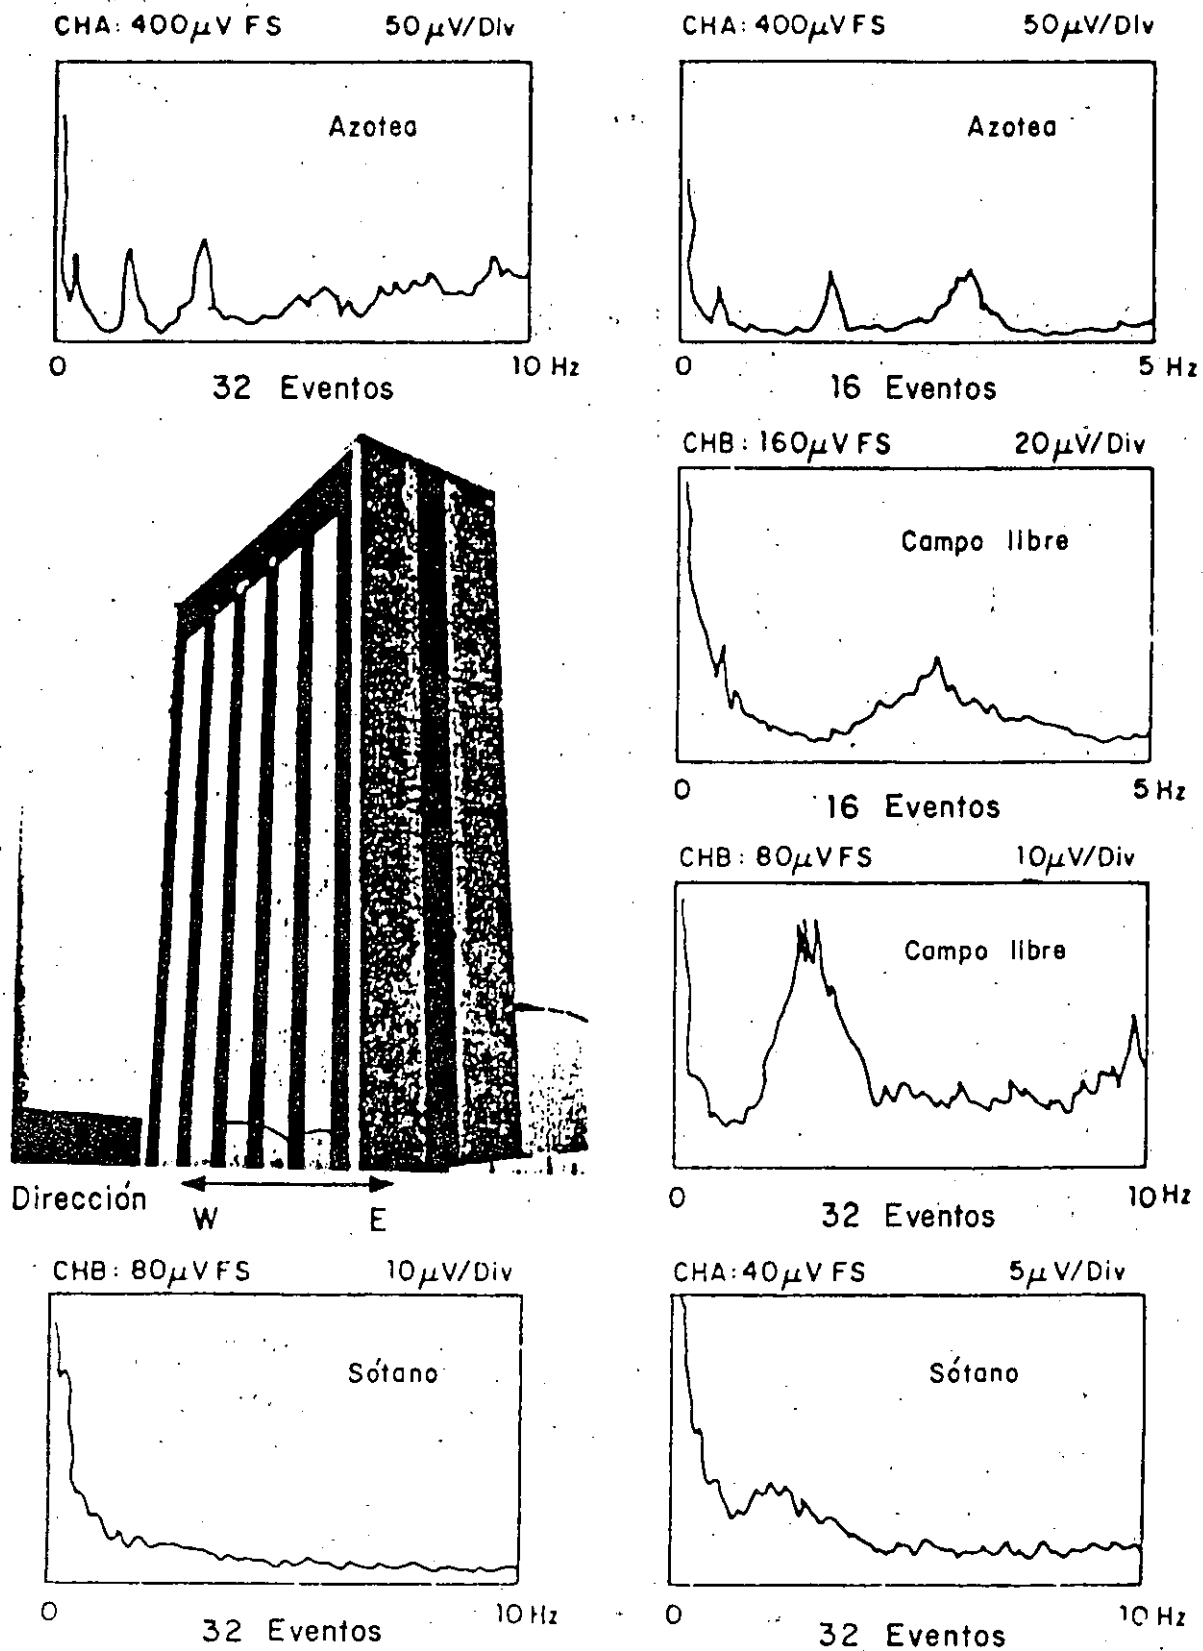 CHA: 400μV FS 50μV/Div
Azotea
0 10 Hz
32 Eventos
CHA: 400μV FS 50μV/Div
Azotea
0 5 Hz
16 Eventos
CHB: 160μV FS 20μV/Div
Campo libre
0 5 Hz
16 Eventos
CHB: 80μV FS 10μV/Div
Campo libre
0 10 Hz
32 Eventos
Dirección
W E
CHB: 80μV FS 10μV/Div
Sótano
0 10 Hz
32 Eventos
CHA: 40μV FS 5μV/Div
Sótano
0 10 Hz
32 Eventos